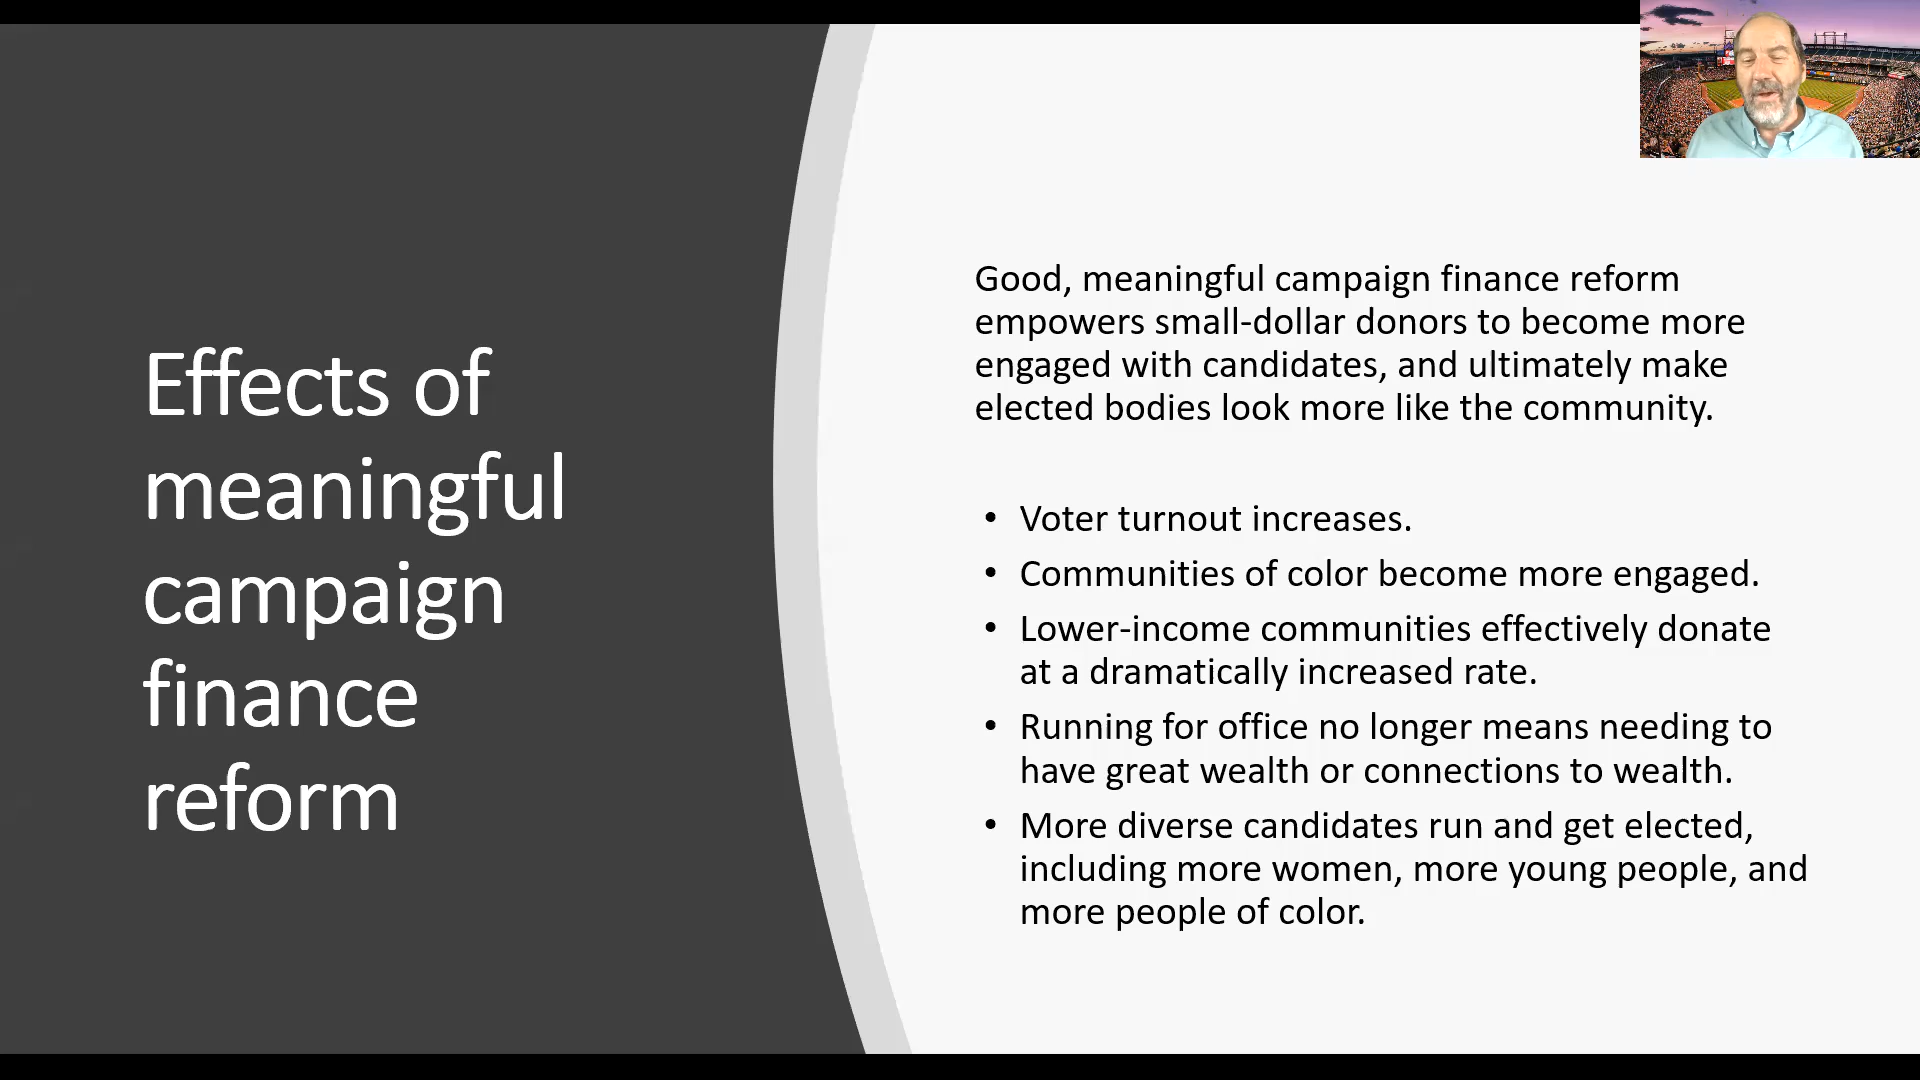 Effects of
meaningful
campaign
finance
reform
Good, meaningful campaign finance reform
empowers small-dollar donors to become more
engaged with candidates, and ultimately make
elected bodies look more like the community.
• Voter turnout increases.
• Communities of color become more engaged.
• Lower-income communities effectively donate
at a dramatically increased rate.
• Running for office no longer means needing to
have great wealth or connections to wealth.
• More diverse candidates run and get elected,
including more women, more young people, and
more people of color.